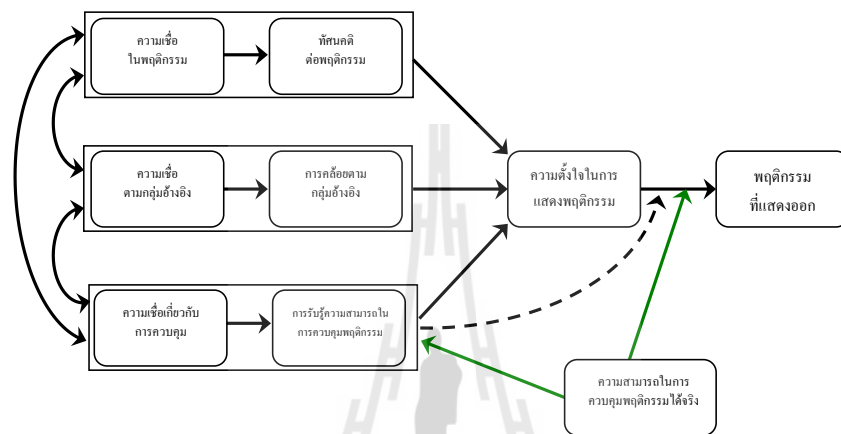 ความเชื่อ
ในพฤติกรรม
ทัศนคติ
ต่อพฤติกรรม
ความเชื่อ
ตามกลุ่มอ้างอิง
การคล้อยตาม
กลุ่มอ้างอิง
ความตั้งใจในการ
แสดงพฤติกรรม
พฤติกรรม
ที่แสดงออก
ความเชื่อเกี่ยวกับ
การควบคุม
การรับรู้ความสามารถใน
การควบคุมพฤติกรรม
ความสามารถในการ
ควบคุมพฤติกรรมได้จริง